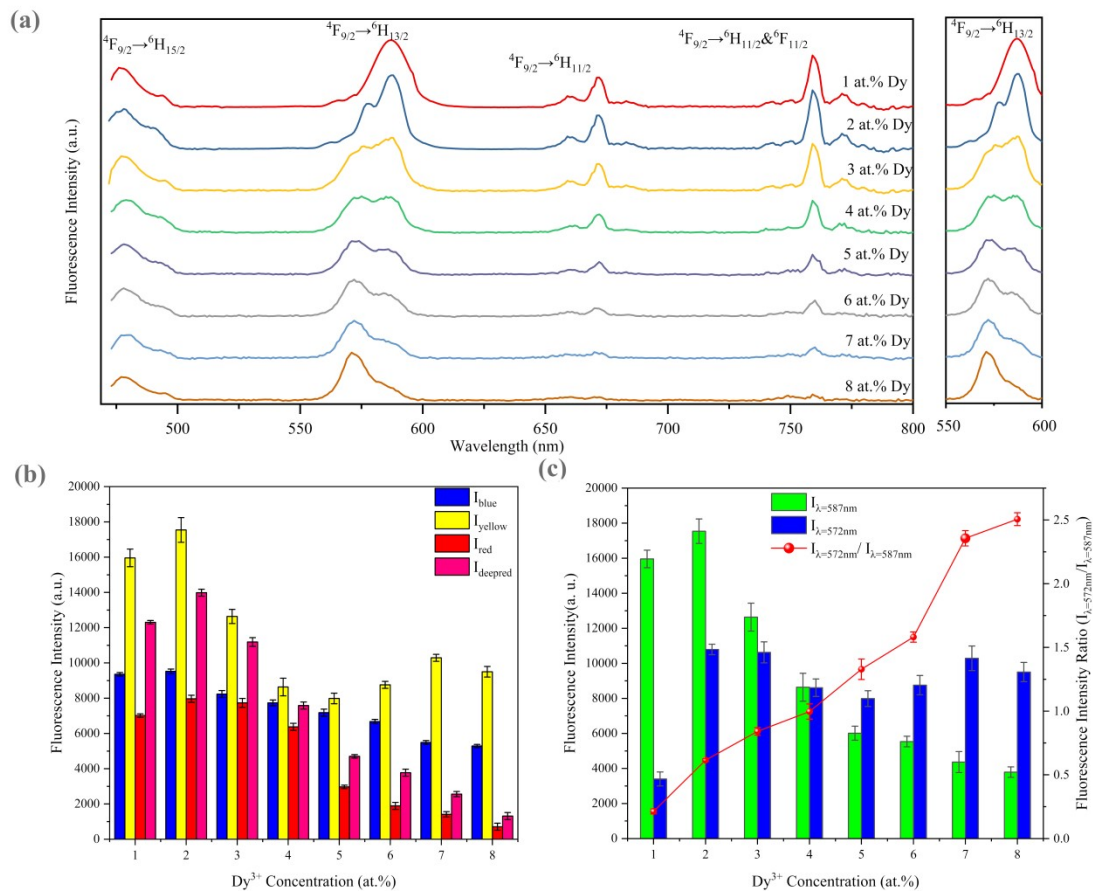 (a)
⁴F₉/₂→⁶H₁₅/₂
⁴F₉/₂→⁶H₁₃/₂
⁴F₉/₂→⁶H₁₁/₂
⁴F₉/₂→⁶H₁₁/₂&⁶F₁₁/₂
⁴F₉/₂→⁶H₁₃/₂
1 at.% Dy
2 at.% Dy
3 at.% Dy
4 at.% Dy
5 at.% Dy
6 at.% Dy
7 at.% Dy
8 at.% Dy
Fluorescence Intensity (a.u.)
500 550 600 650 700 750 800
550 600
Wavelength (nm)
(b)
I_blue
I_yellow
I_red
I_deepred
20000
18000
16000
14000
12000
10000
8000
6000
4000
2000
0
Fluorescence Intensity (a.u.)
1 2 3 4 5 6 7 8
Dy³⁺ Concentration (at.%)
(c)
I_λ=587nm
I_λ=572nm
I_λ=572nm/ I_λ=587nm
20000
18000
16000
14000
12000
10000
8000
6000
4000
2000
0
Fluorescence Intensity(a. u.)
2.5
2.0
1.5
1.0
0.5
0.0
Fluorescence Intensity Ratio (I_λ=572nm/I_λ=587nm)
1 2 3 4 5 6 7 8
Dy³⁺ Concentration (at.%)